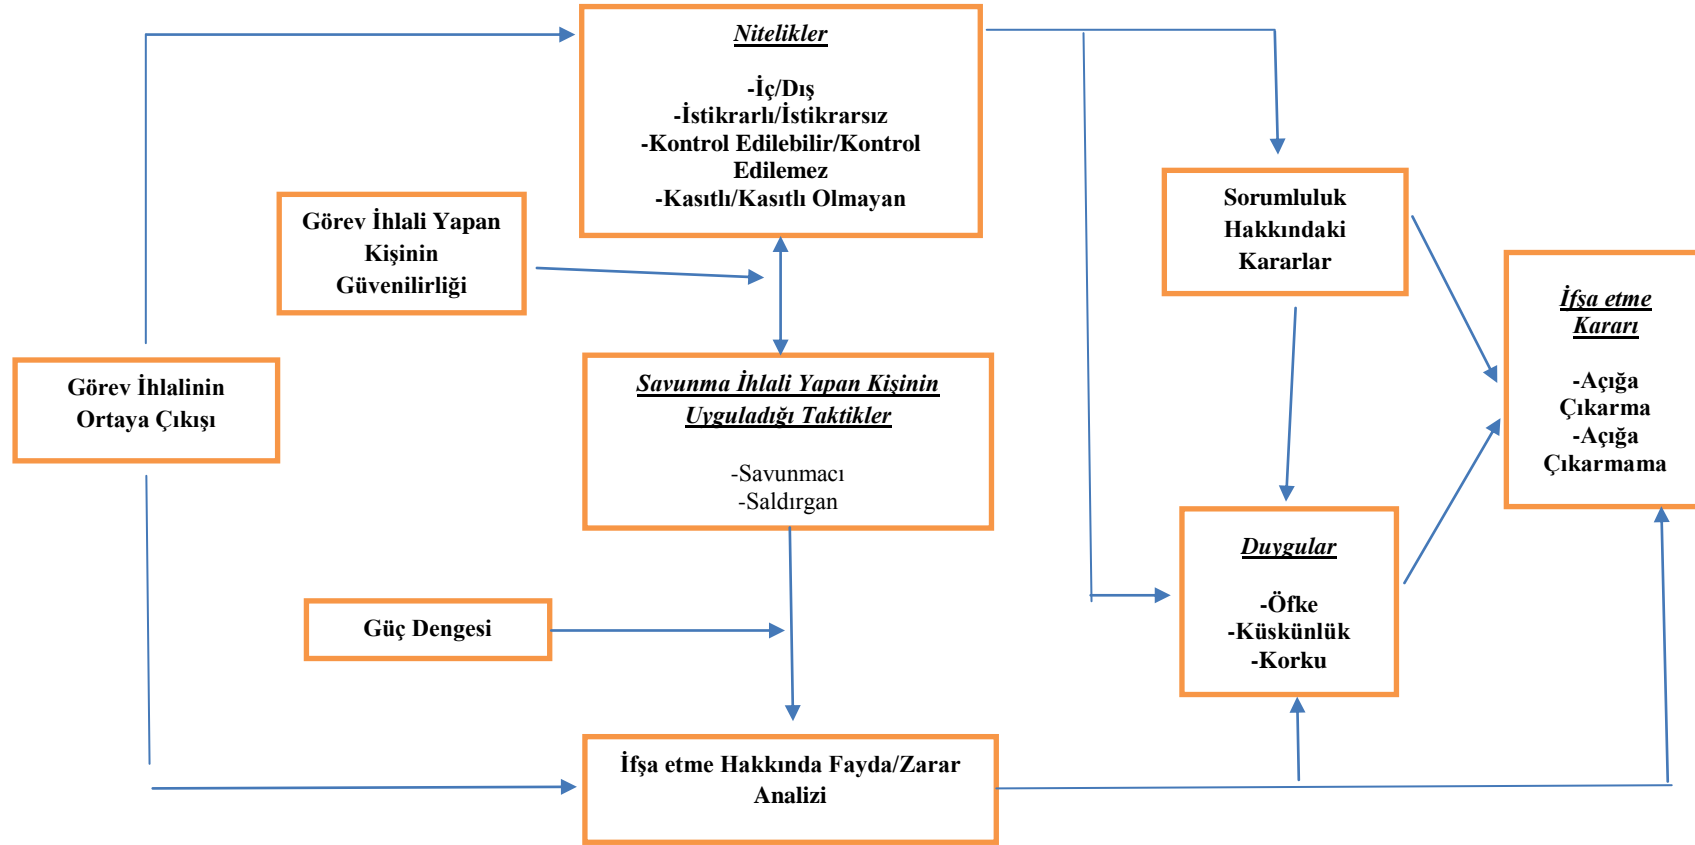 Nitelikler
-İç/Dış
-İstikrarlı/İstikrarsız
-Kontrol Edilebilir/Kontrol
Edilemez
-Kasıtlı/Kasıtlı Olmayan
Görev İhlali Yapan
Kişinin
Güvenilirliği
Sorumluluk
Hakkındaki
Kararlar
İfşa etme
Kararı
-Açığa
Çıkarma
-Açığa
Çıkarmama
Görev İhlalinin
Ortaya Çıkışı
Savunma İhlali Yapan Kişinin
Uyguladığı Taktikler
-Savunmacı
-Saldırgan
Duygular
-Öfke
-Küskünlük
-Korku
Güç Dengesi
İfşa etme Hakkında Fayda/Zarar
Analizi